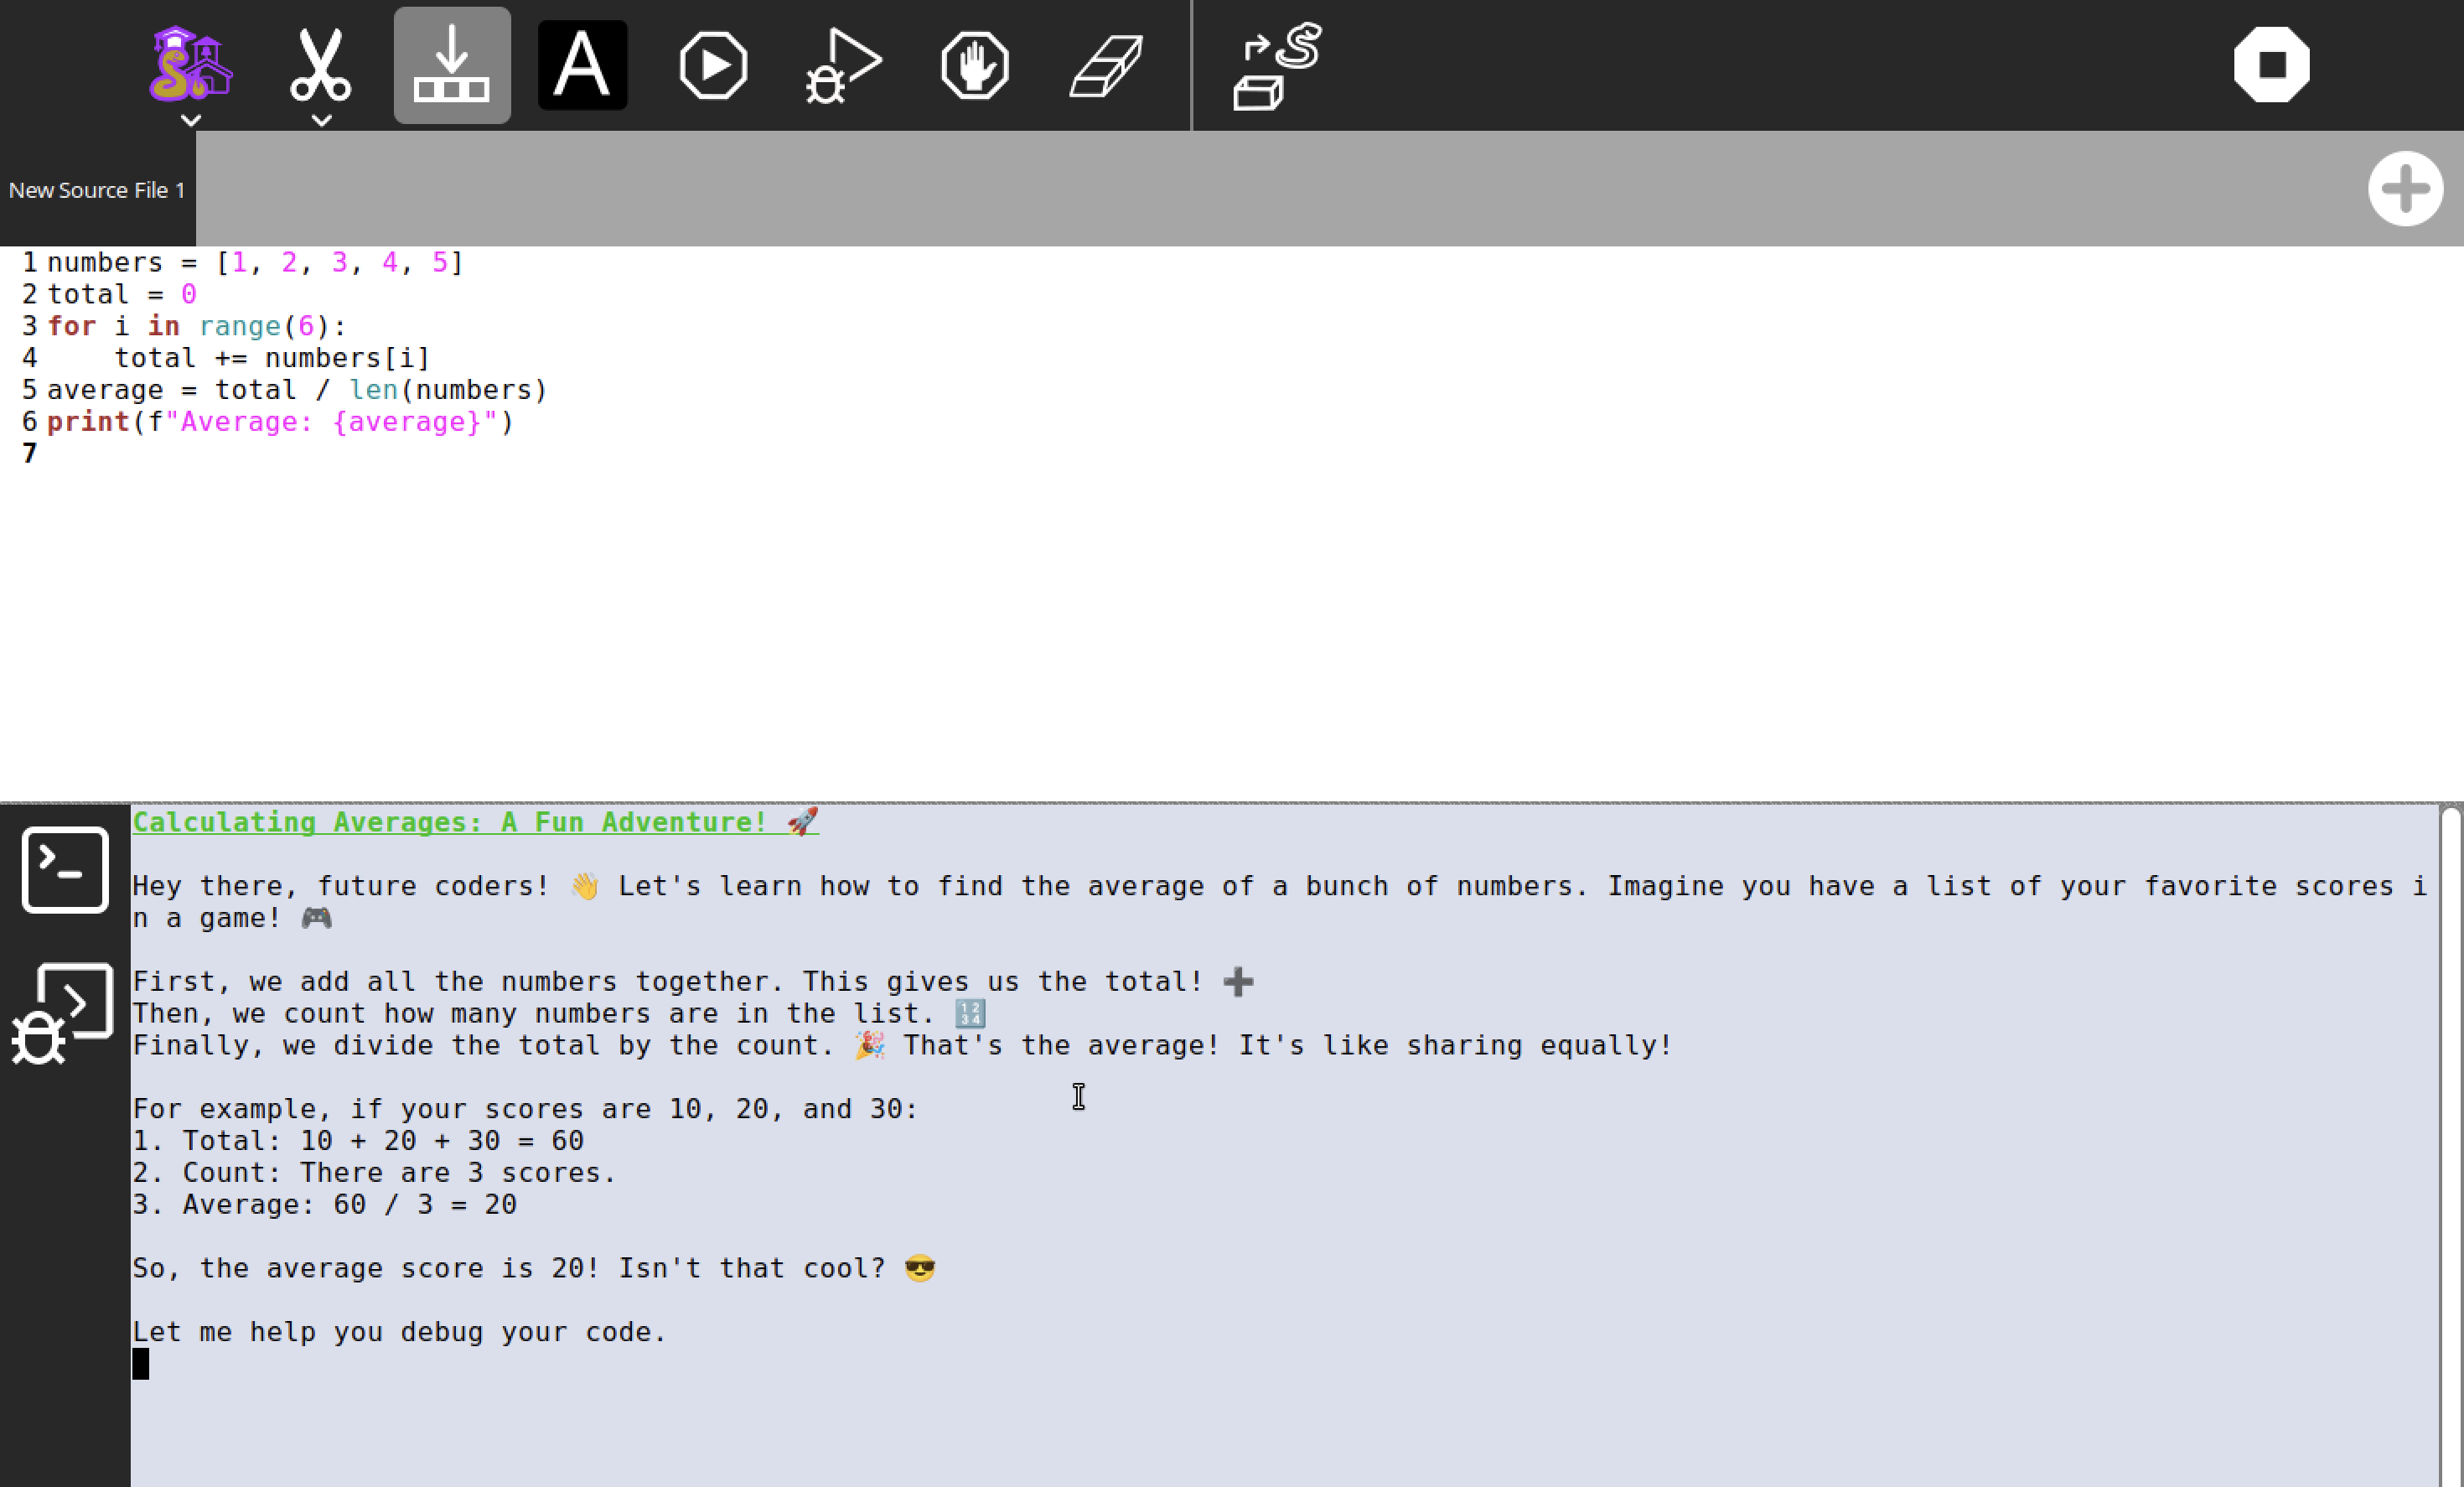 A
New Source File 1
1 numbers = [1, 2, 3, 4, 5]
2 total = 0
3 for i in range(6):
4     total += numbers[i]
5 average = total / len(numbers)
6 print(f"Average: {average}")
7
Calculating Averages: A Fun Adventure! 🚀
Hey there, future coders! 👋 Let's learn how to find the average of a bunch of numbers. Imagine you have a list of your favorite scores i
n a game! 🎮
First, we add all the numbers together. This gives us the total! ➕
Then, we count how many numbers are in the list. 🔢
Finally, we divide the total by the count. 🎉 That's the average! It's like sharing equally!
For example, if your scores are 10, 20, and 30:
1. Total: 10 + 20 + 30 = 60
2. Count: There are 3 scores.
3. Average: 60 / 3 = 20
So, the average score is 20! Isn't that cool? 😎
Let me help you debug your code.